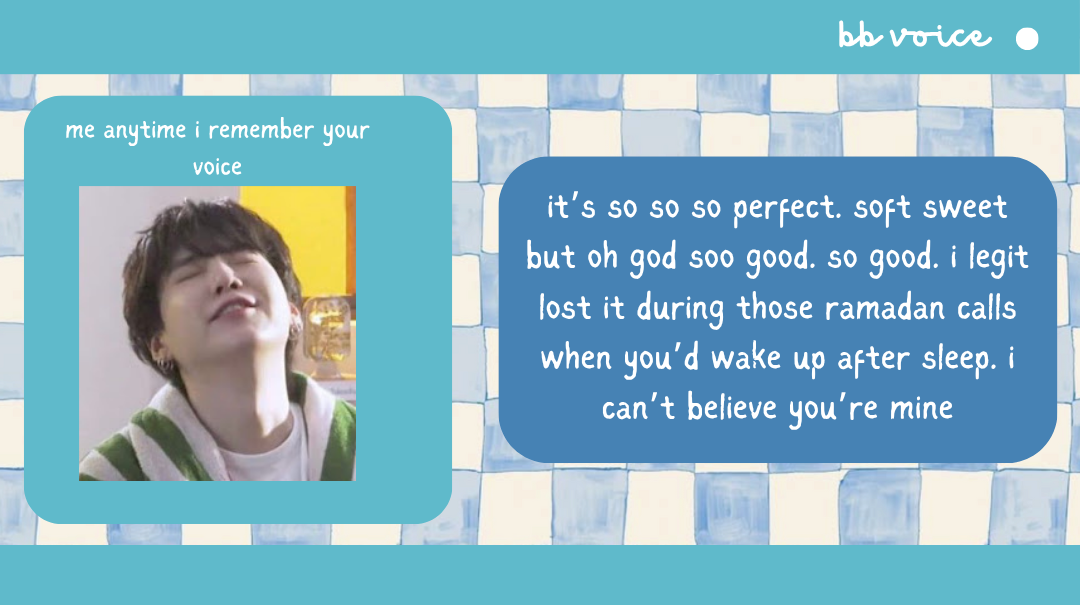 bb voice
me anytime i remember your
voice
it's so so so perfect. soft sweet
but oh god soo good. so good. i legit
lost it during those ramadan calls
when you'd wake up after sleep. i
can't believe you're mine